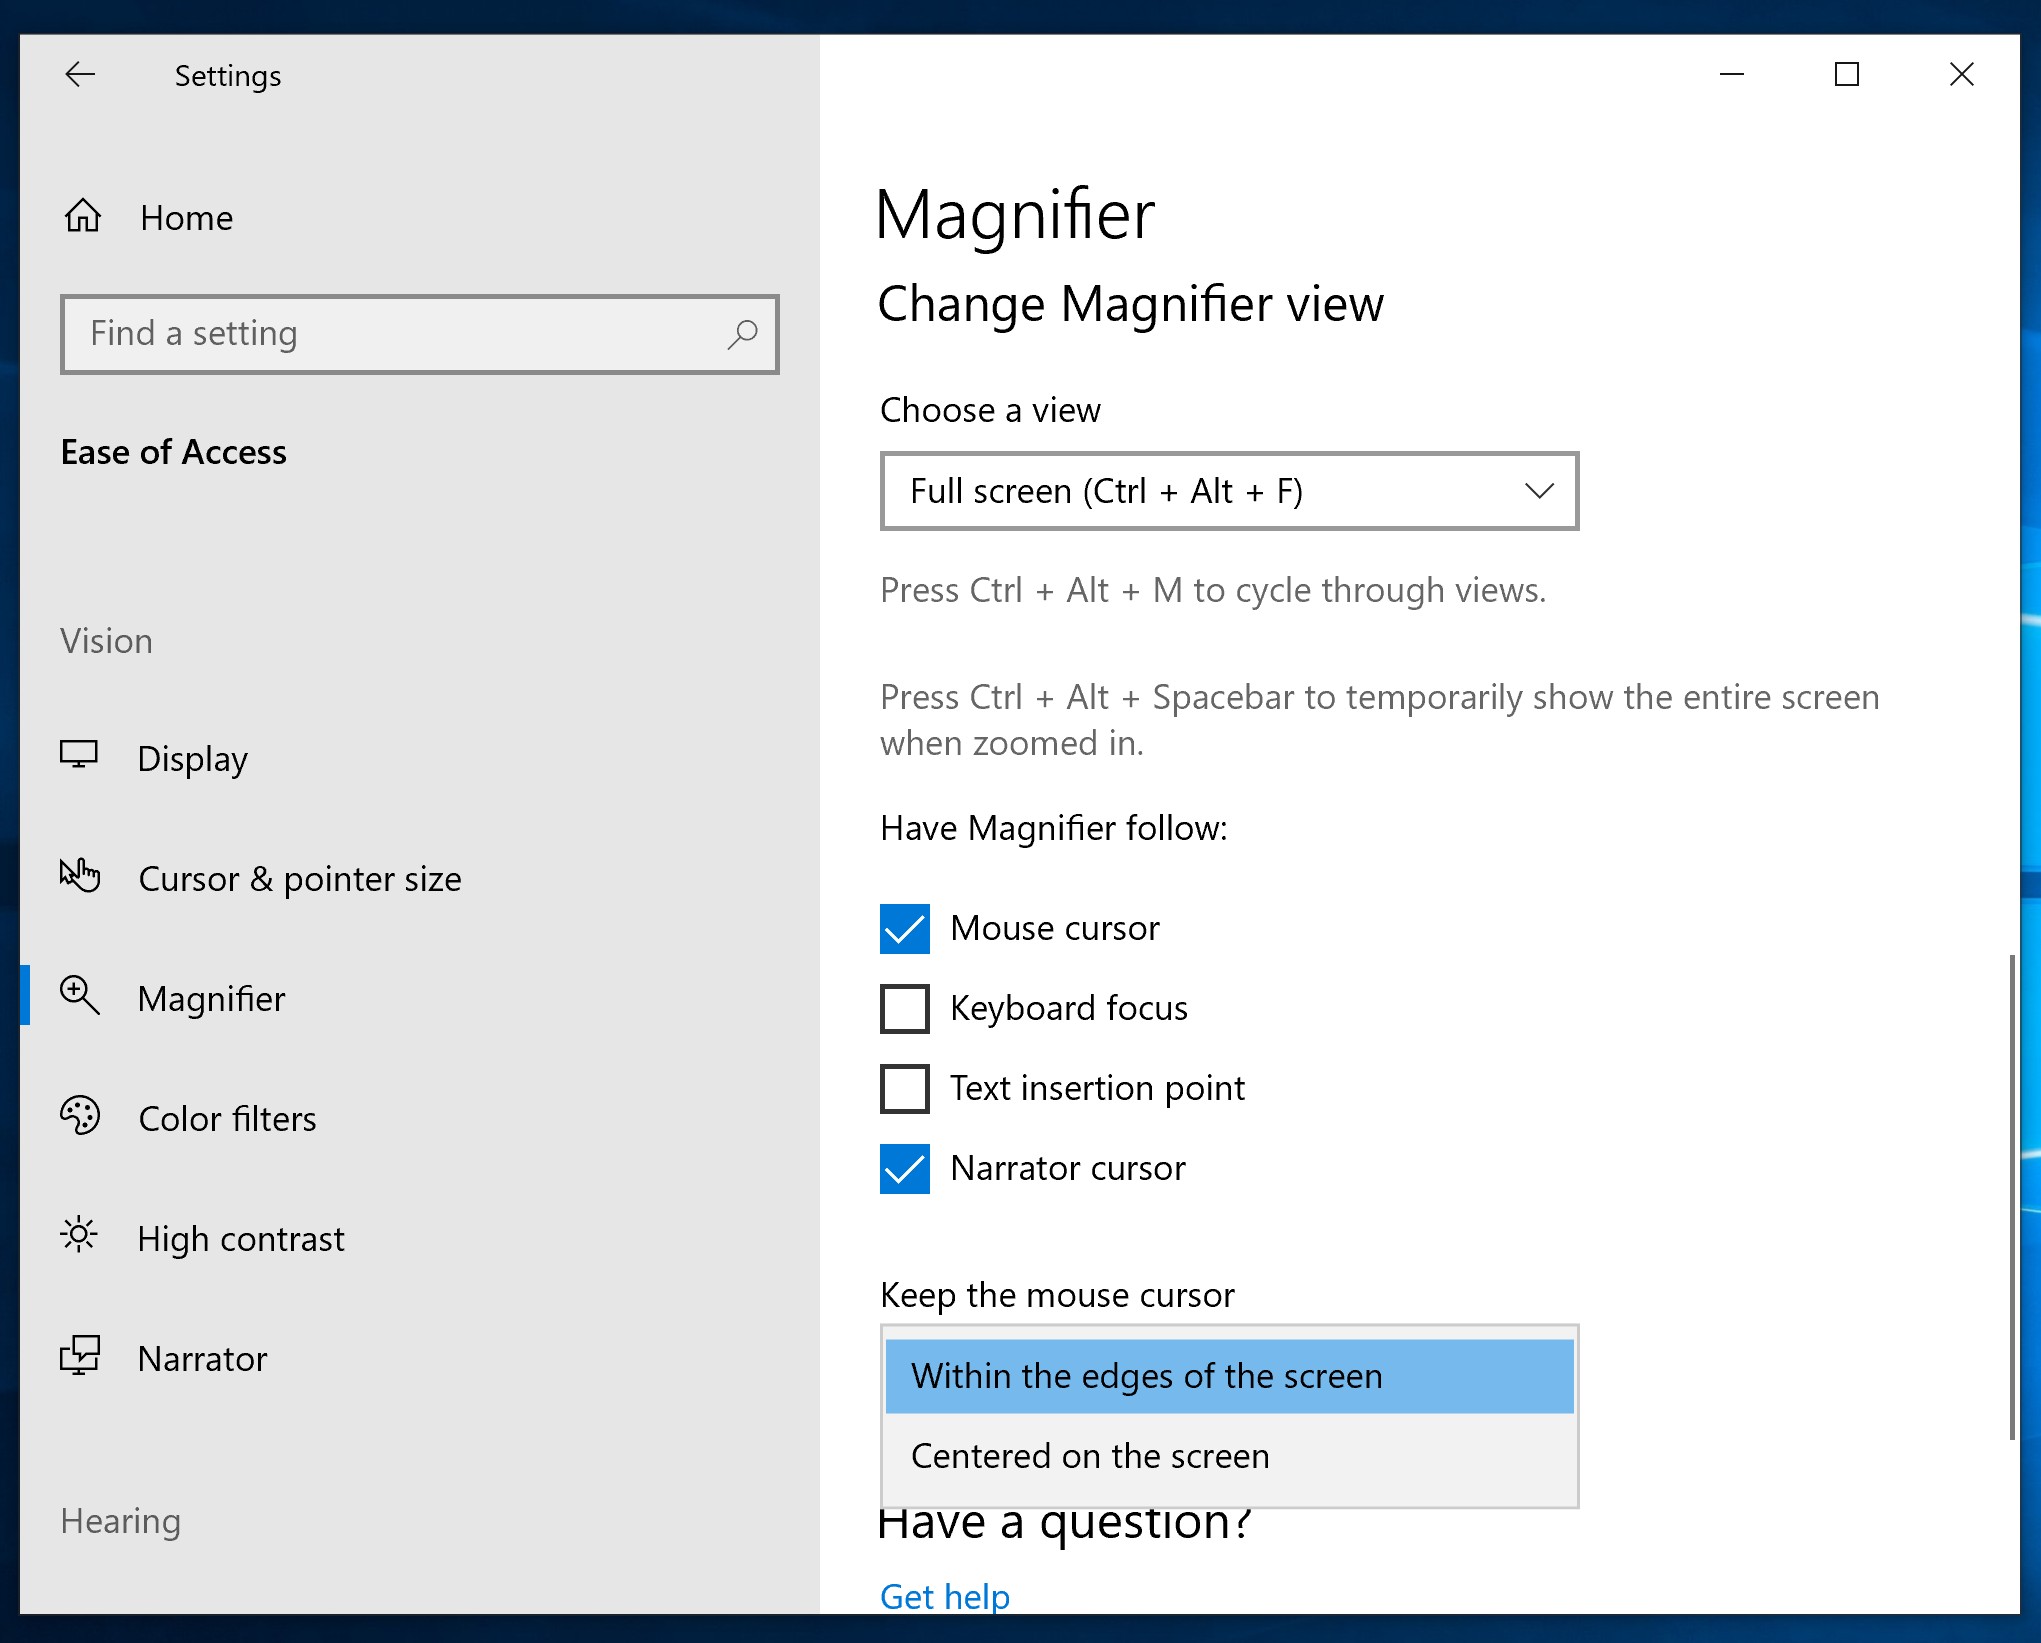 Settings
Home
Find a setting
Ease of Access
Vision
Display
Cursor & pointer size
Magnifier
Color filters
High contrast
Narrator
Hearing
Magnifier
Change Magnifier view
Choose a view
Full screen (Ctrl + Alt + F)
Press Ctrl + Alt + M to cycle through views.
Press Ctrl + Alt + Spacebar to temporarily show the entire screen
when zoomed in.
Have Magnifier follow:
Mouse cursor
Keyboard focus
Text insertion point
Narrator cursor
Keep the mouse cursor
Within the edges of the screen
Centered on the screen
Have a question?
Get help